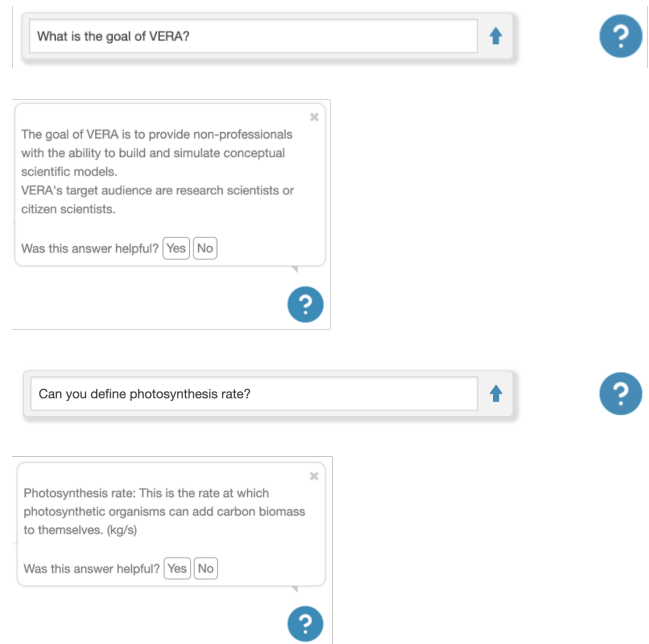 What is the goal of VERA?
?
×
The goal of VERA is to provide non-professionals
with the ability to build and simulate conceptual
scientific models.
VERA's target audience are research scientists or
citizen scientists.
Was this answer helpful? Yes No
?
Can you define photosynthesis rate?
?
×
Photosynthesis rate: This is the rate at which
photosynthetic organisms can add carbon biomass
to themselves. (kg/s)
Was this answer helpful? Yes No
?